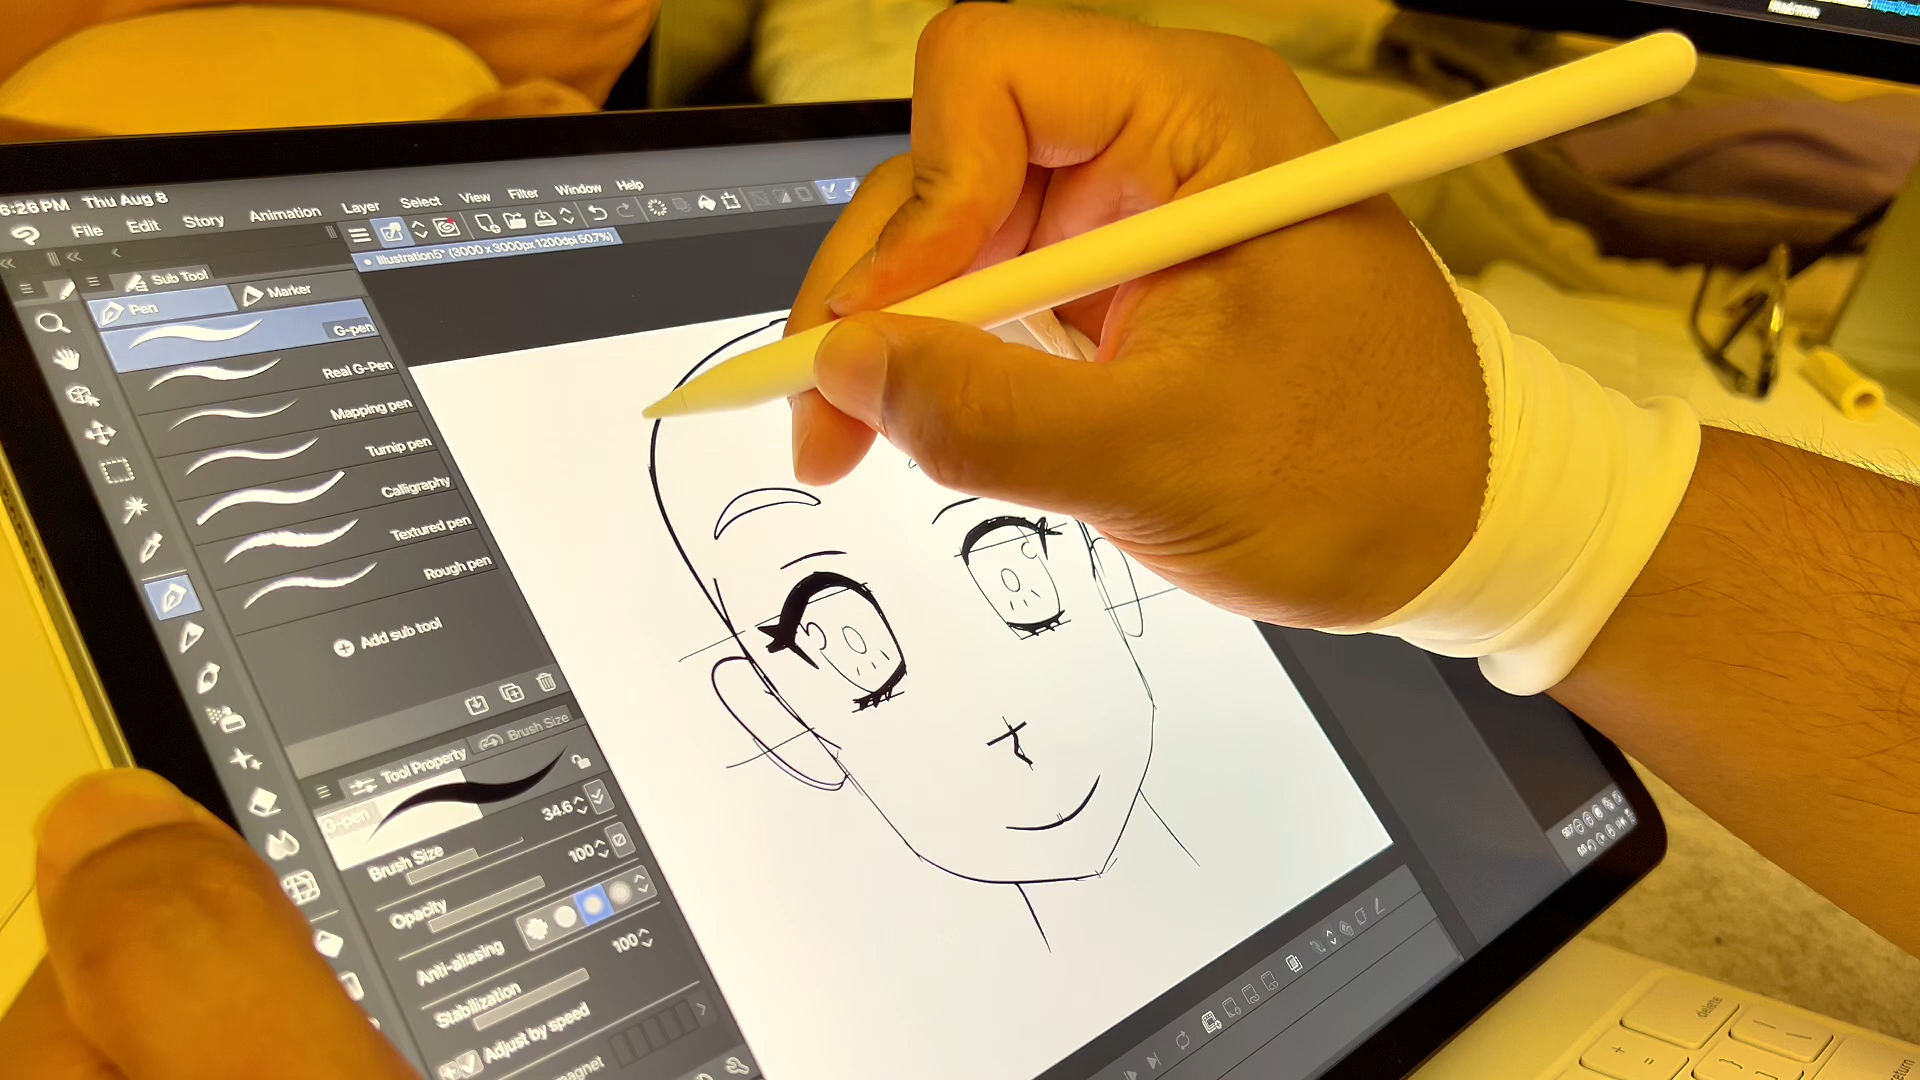 6:26 PM Thu Aug 8
File Edit Story Animation Layer Select View Filter Window Help
Illustration5* (3000 x 3000px 1200dpi 50.7%)
Sub Tool
Pen
Marker
G-pen
Real G-Pen
Mapping pen
Turnip pen
Calligraphy
Textured pen
Rough pen
Add sub tool
Brush Size
Tool Property
G-pen
34.6
Brush Size
100
Opacity
Anti-aliasing
100
Stabilization
Adjust by speed
magnet
delete
return